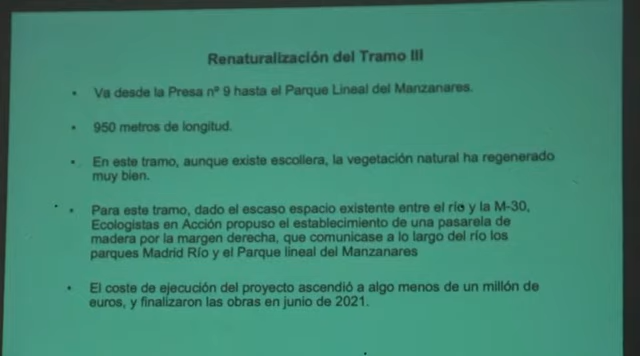 Renaturalización del Tramo III
• Va desde la Presa nº 9 hasta el Parque Lineal del Manzanares.
• 950 metros de longitud.
• En este tramo, aunque existe escollera, la vegetación natural ha regenerado
muy bien.
• Para este tramo, dado el escaso espacio existente entre el río y la M-30,
Ecologistas en Acción propuso el establecimiento de una pasarela de
madera por la margen derecha, que comunicase a lo largo del río los
parques Madrid Río y el Parque lineal del Manzanares
• El coste de ejecución del proyecto ascendió a algo menos de un millón de
euros, y finalizaron las obras en junio de 2021.